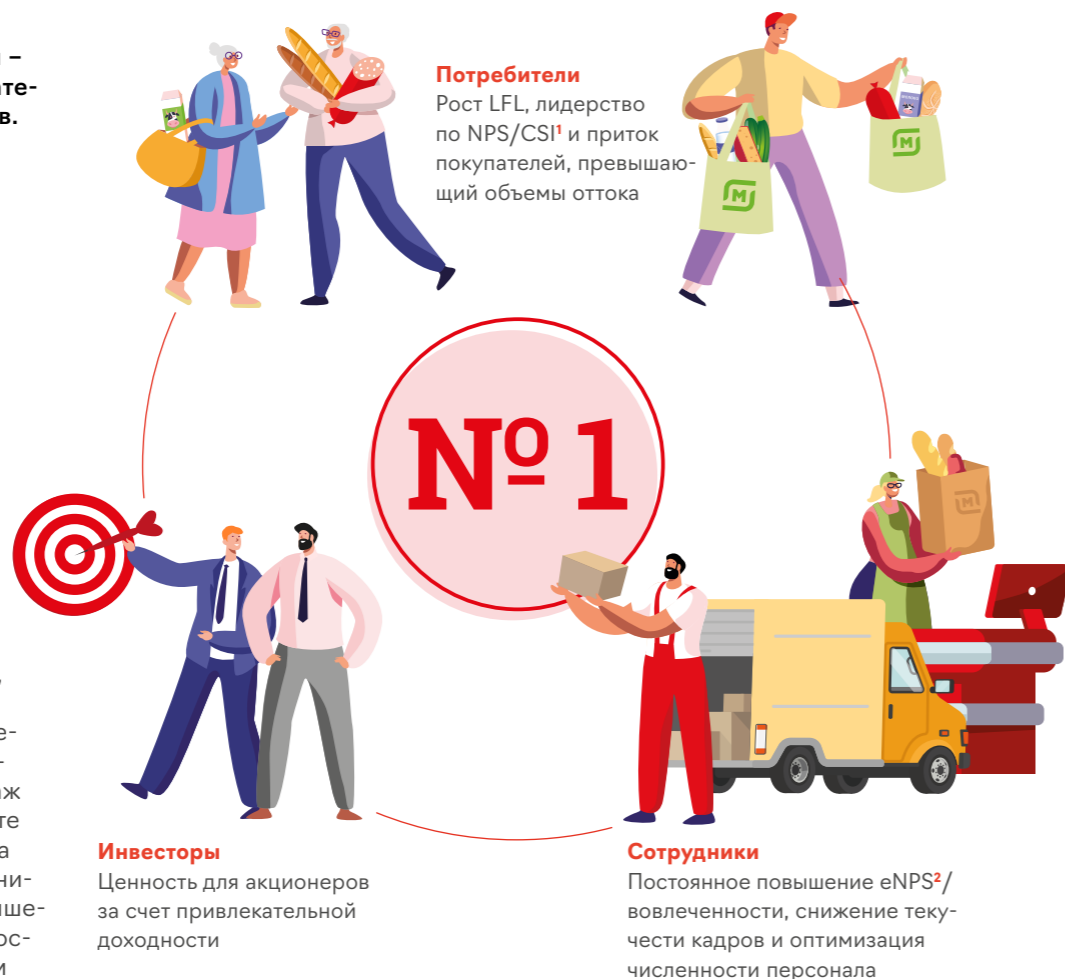 Потребители
Рост LFL, лидерство
по NPS/CSI¹ и приток
покупателей, превышаю-
щий объемы оттока
№ 1
Инвесторы
Ценность для акционеров
за счет привлекательной
доходности
Сотрудники
Постоянное повышение eNPS²/
вовлеченности, снижение теку-
чести кадров и оптимизация
численности персонала